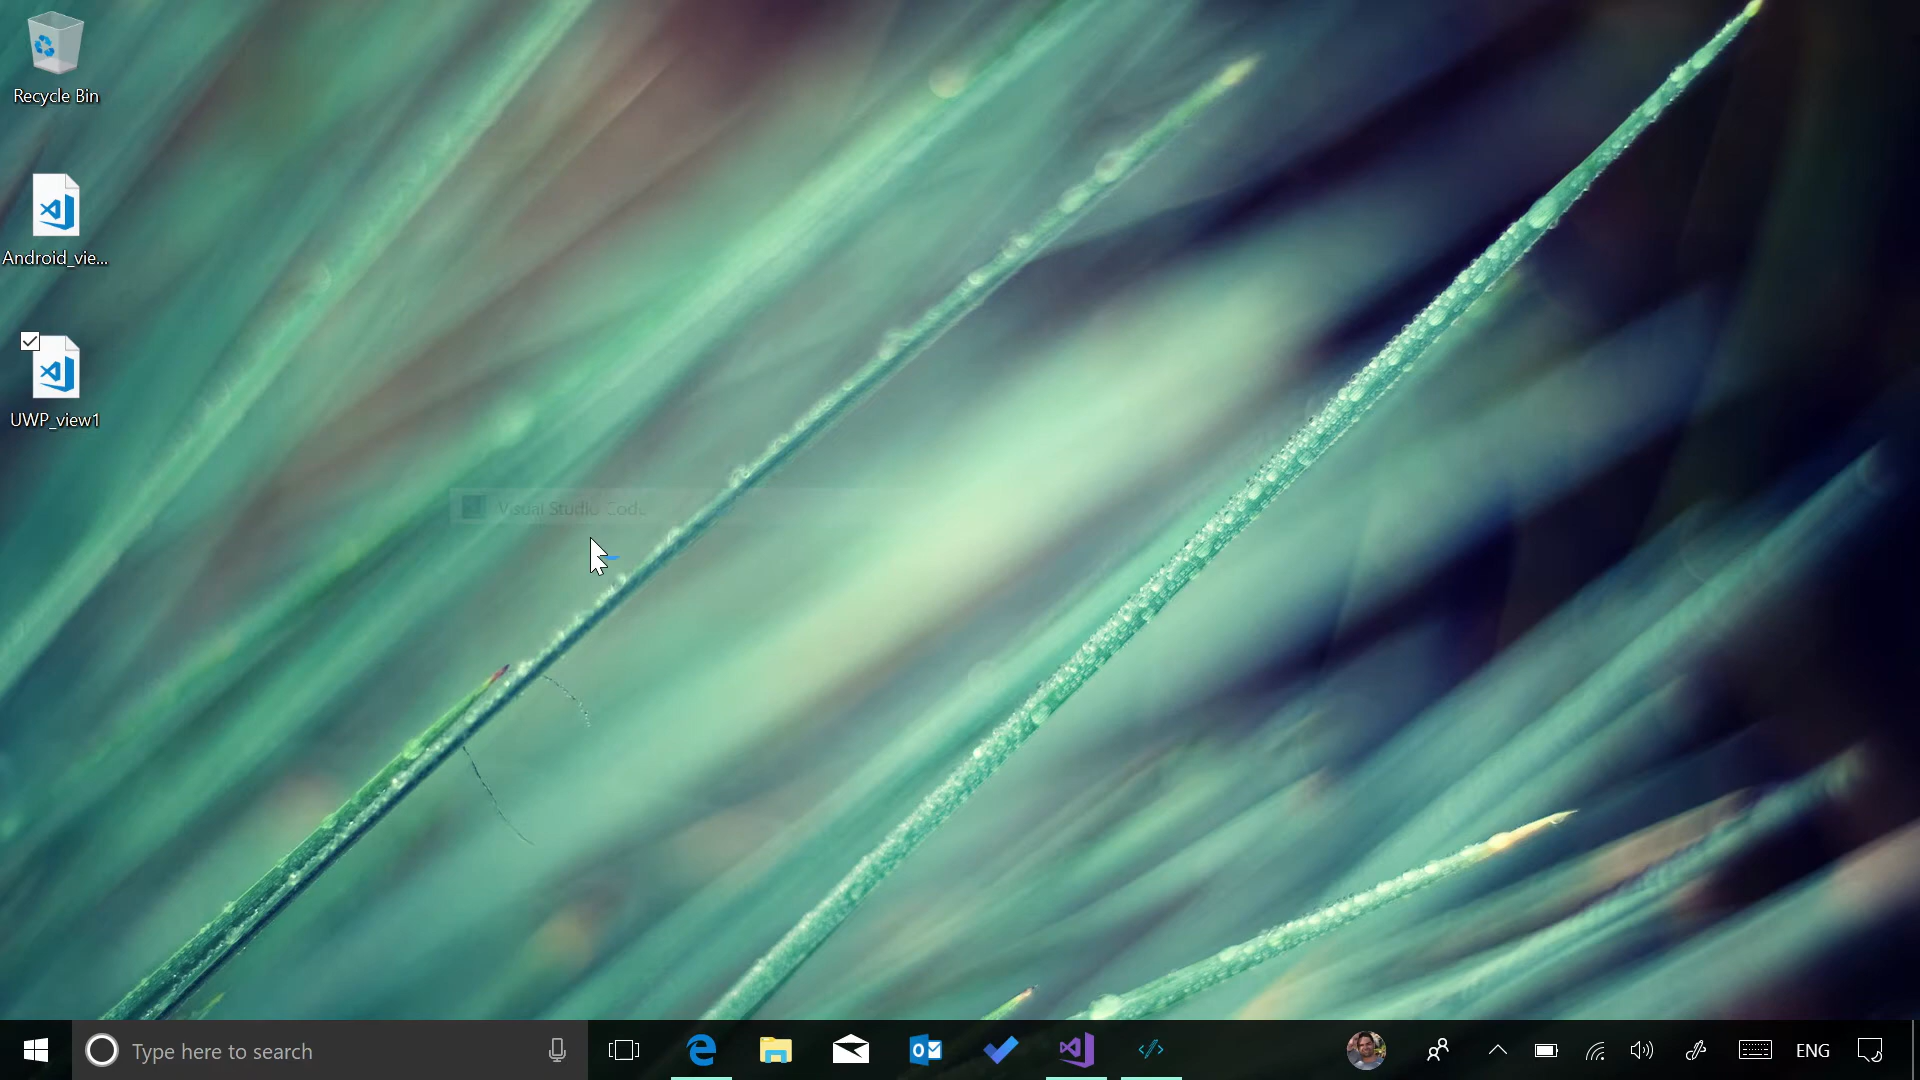 Recycle Bin
Android_vie...
UWP_view1
Visual Studio Code
Type here to search
ENG